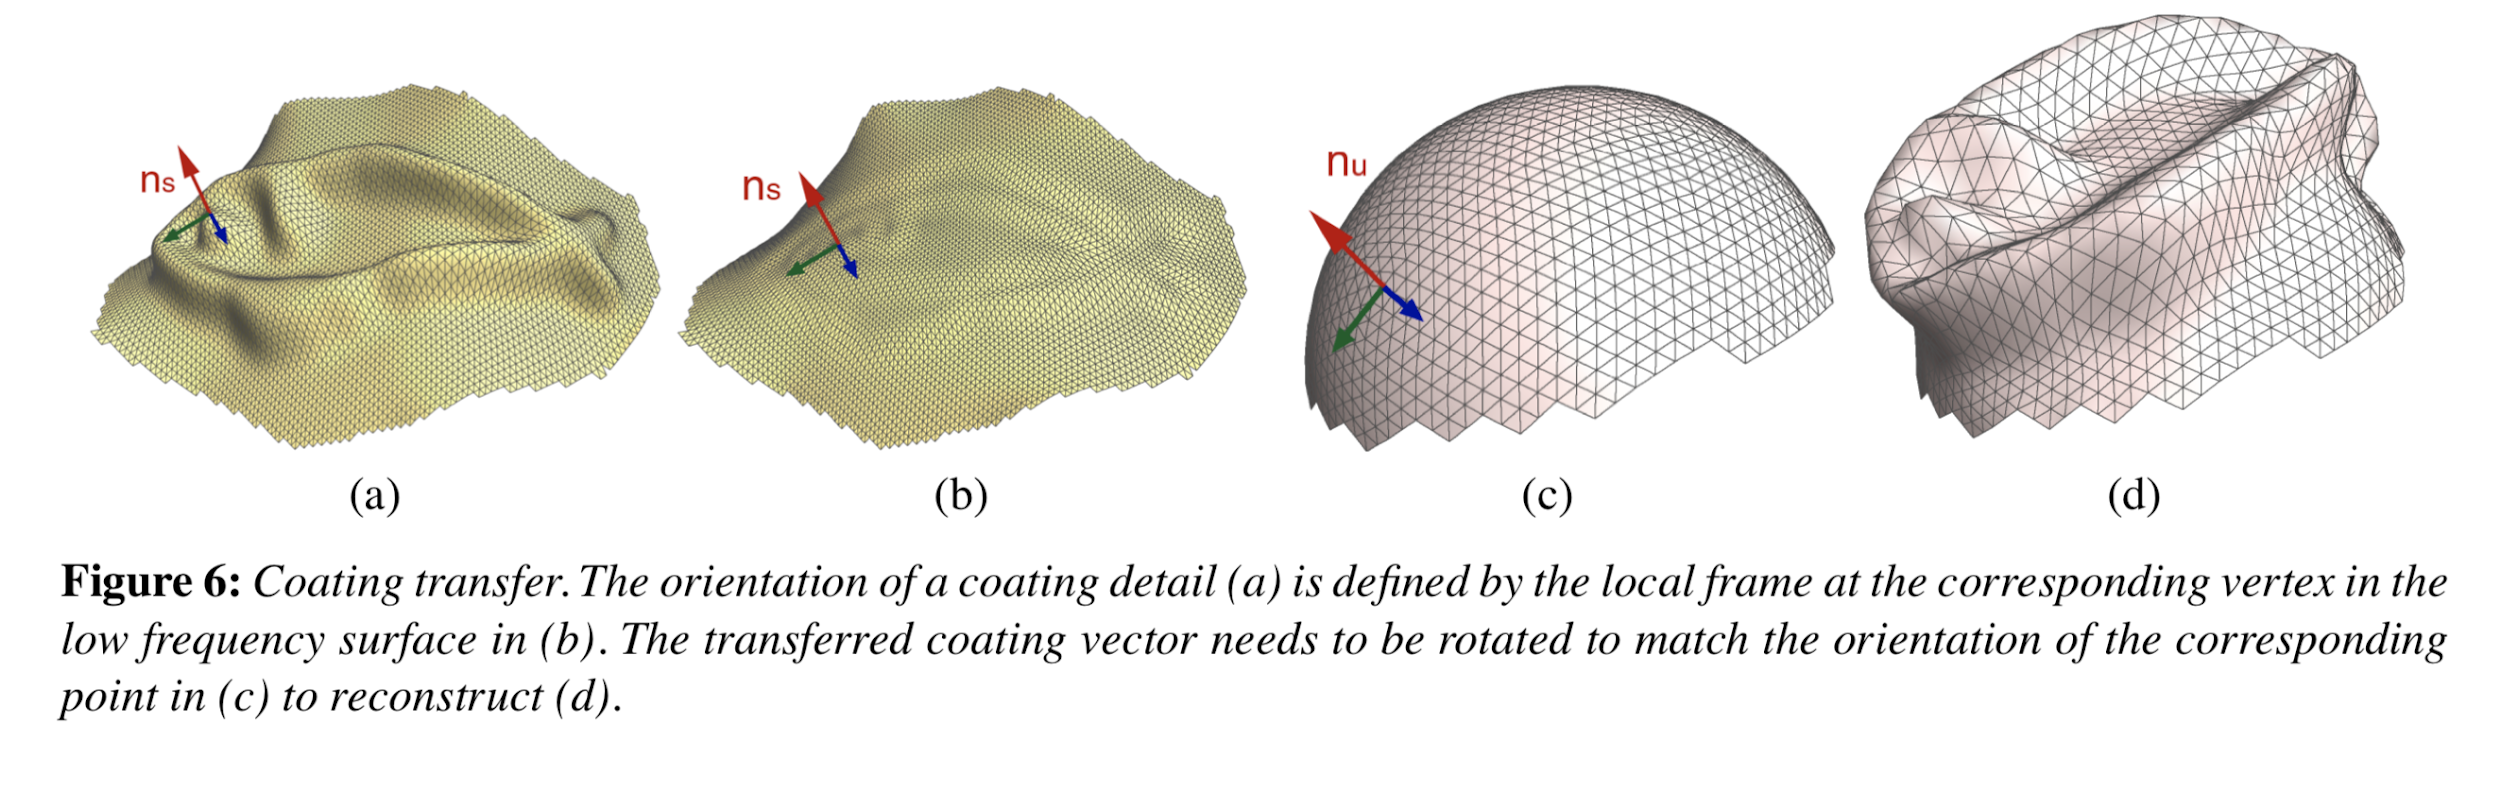 ns
ns
nu
(a)
(b)
(c)
(d)
Figure 6: Coating transfer. The orientation of a coating detail (a) is defined by the local frame at the corresponding vertex in the
low frequency surface in (b). The transferred coating vector needs to be rotated to match the orientation of the corresponding
point in (c) to reconstruct (d).